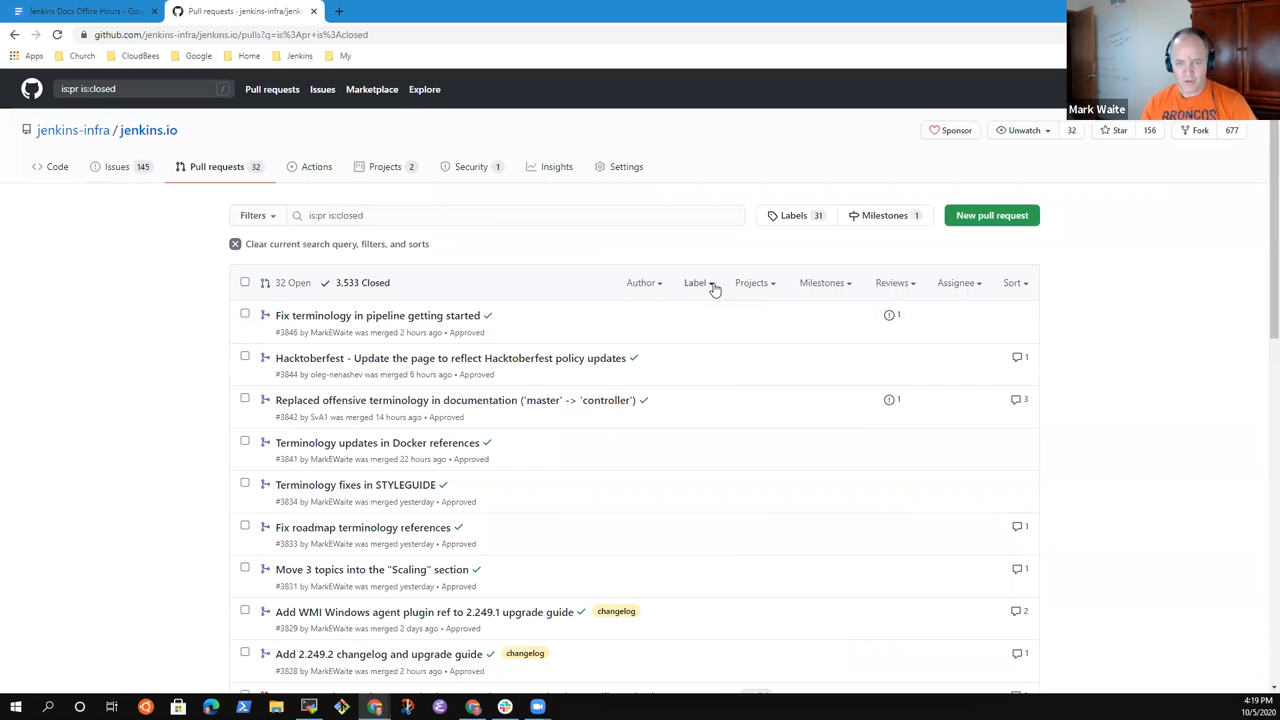 Jenkins Docs Office Hours - Goo
Pull requests · jenkins-infra/jenk
github.com/jenkins-infra/jenkins.io/pulls?q=is%3Apr+is%3Aclosed
Apps Church CloudBees Google Home Jenkins My
is:pr is:closed /
Pull requests Issues Marketplace Explore
BRONCOS
Mark Waite
jenkins-infra / jenkins.io
Sponsor Unwatch 32 Star 156 Fork 677
Code Issues 145 Pull requests 32 Actions Projects 2 Security 1 Insights Settings
Filters is:pr is:closed Labels 31 Milestones 1 New pull request
Clear current search query, filters, and sorts
32 Open 3,533 Closed Author Label Projects Milestones Reviews Assignee Sort
Fix terminology in pipeline getting started 1
#3846 by MarkEWaite was merged 2 hours ago • Approved
Hacktoberfest - Update the page to reflect Hacktoberfest policy updates 1
#3844 by oleg-nenashev was merged 6 hours ago • Approved
Replaced offensive terminology in documentation ('master' -> 'controller') 1 3
#3842 by SvA1 was merged 14 hours ago • Approved
Terminology updates in Docker references
#3841 by MarkEWaite was merged 22 hours ago • Approved
Terminology fixes in STYLEGUIDE
#3834 by MarkEWaite was merged yesterday • Approved
Fix roadmap terminology references 1
#3833 by MarkEWaite was merged yesterday • Approved
Move 3 topics into the "Scaling" section 1
#3831 by MarkEWaite was merged yesterday • Approved
Add WMI Windows agent plugin ref to 2.249.1 upgrade guide changelog 2
#3829 by MarkEWaite was merged 2 days ago • Approved
Add 2.249.2 changelog and upgrade guide changelog 1
#3828 by MarkEWaite was merged 2 hours ago • Approved
4:19 PM
10/5/2020